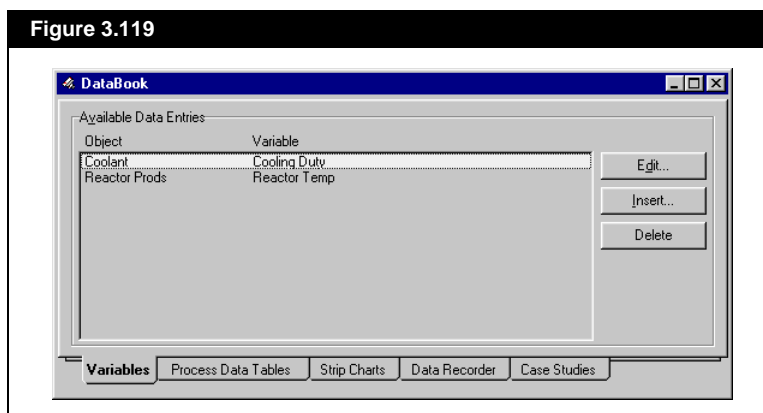 Figure 3.119
DataBook
Available Data Entries
Object Variable
Coolant Cooling Duty
Reactor Prods Reactor Temp
Edit...
Insert...
Delete
Variables Process Data Tables Strip Charts Data Recorder Case Studies